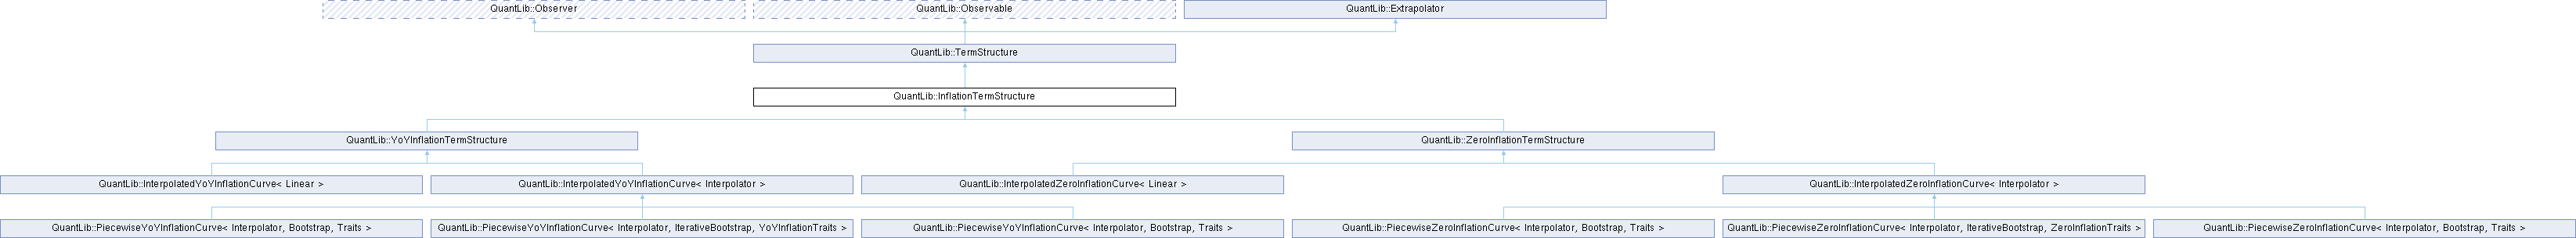 QuantLib::Observer
QuantLib::Observable
QuantLib::Extrapolator
QuantLib::TermStructure
QuantLib::InflationTermStructure
QuantLib::YoYInflationTermStructure
QuantLib::ZeroInflationTermStructure
QuantLib::InterpolatedYoYInflationCurve< Linear >
QuantLib::InterpolatedYoYInflationCurve< Interpolator >
QuantLib::InterpolatedZeroInflationCurve< Linear >
QuantLib::InterpolatedZeroInflationCurve< Interpolator >
QuantLib::PiecewiseYoYInflationCurve< Interpolator, Bootstrap, Traits >
QuantLib::PiecewiseYoYInflationCurve< Interpolator, IterativeBootstrap, YoYInflationTraits >
QuantLib::PiecewiseYoYInflationCurve< Interpolator, Bootstrap, Traits >
QuantLib::PiecewiseZeroInflationCurve< Interpolator, Bootstrap, Traits >
QuantLib::PiecewiseZeroInflationCurve< Interpolator, IterativeBootstrap, ZeroInflationTraits >
QuantLib::PiecewiseZeroInflationCurve< Interpolator, Bootstrap, Traits >